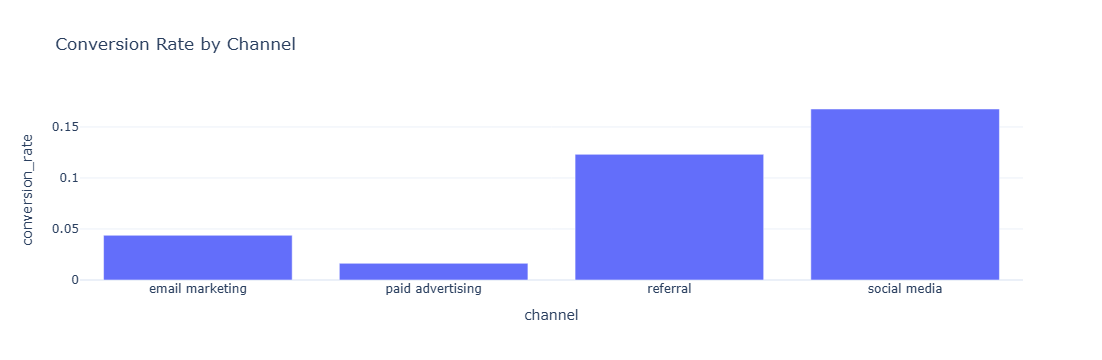 Conversion Rate by Channel
0.15
0.1
0.05
0
conversion_rate
email marketing
paid advertising
referral
social media
channel